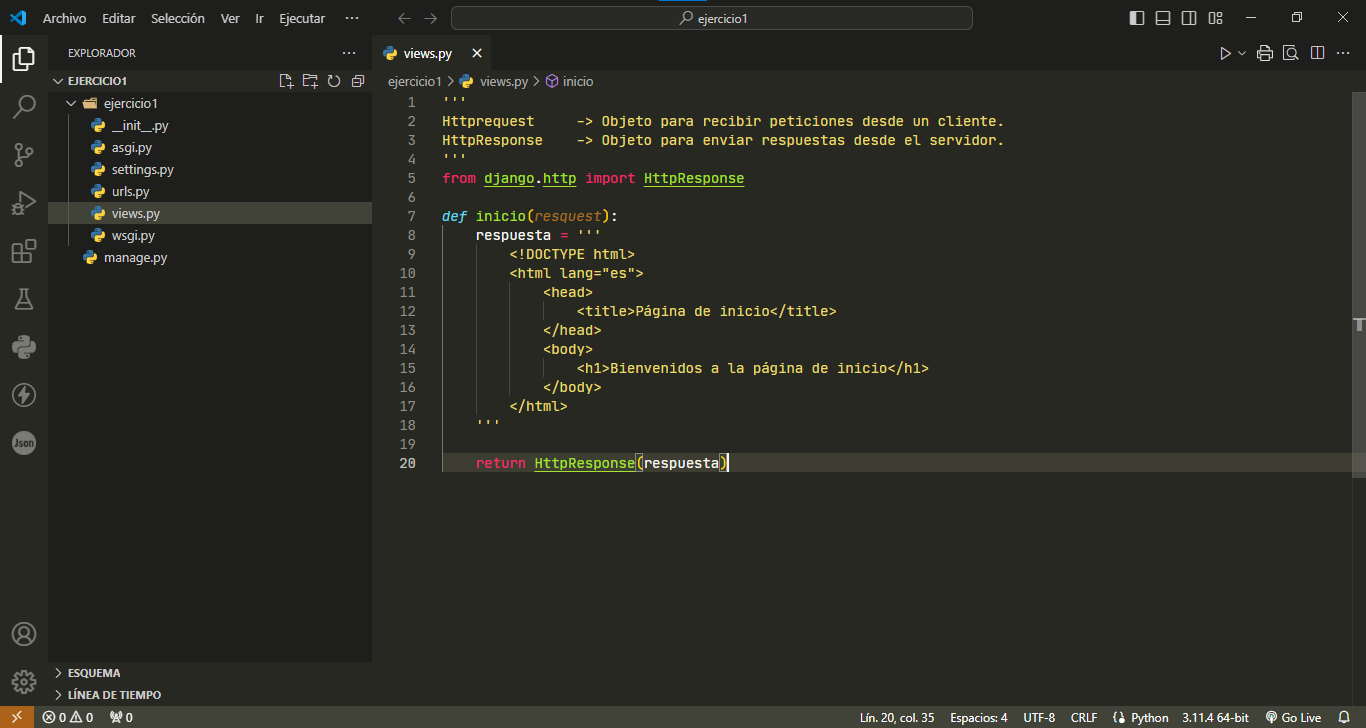 Archivo Editar Selección Ver Ir Ejecutar ··· ejercicio1
EXPLORADOR ···
EJERCICIO1
ejercicio1
__init__.py
asgi.py
settings.py
urls.py
views.py
wsgi.py
manage.py
ESQUEMA
LÍNEA DE TIEMPO
Json
views.py
ejercicio1 > views.py > inicio
1 '''
2 Httprequest -> Objeto para recibir peticiones desde un cliente.
3 HttpResponse -> Objeto para enviar respuestas desde el servidor.
4 '''
5 from django.http import HttpResponse
6
7 def inicio(resquest):
8 respuesta = '''
9 <!DOCTYPE html>
10 <html lang="es">
11 <head>
12 <title>Página de inicio</title>
13 </head>
14 <body>
15 <h1>Bienvenidos a la página de inicio</h1>
16 </body>
17 </html>
18 '''
19
20 return HttpResponse(respuesta)
0 0 0 Lín. 20, col. 35 Espacios: 4 UTF-8 CRLF Python 3.11.4 64-bit Go Live